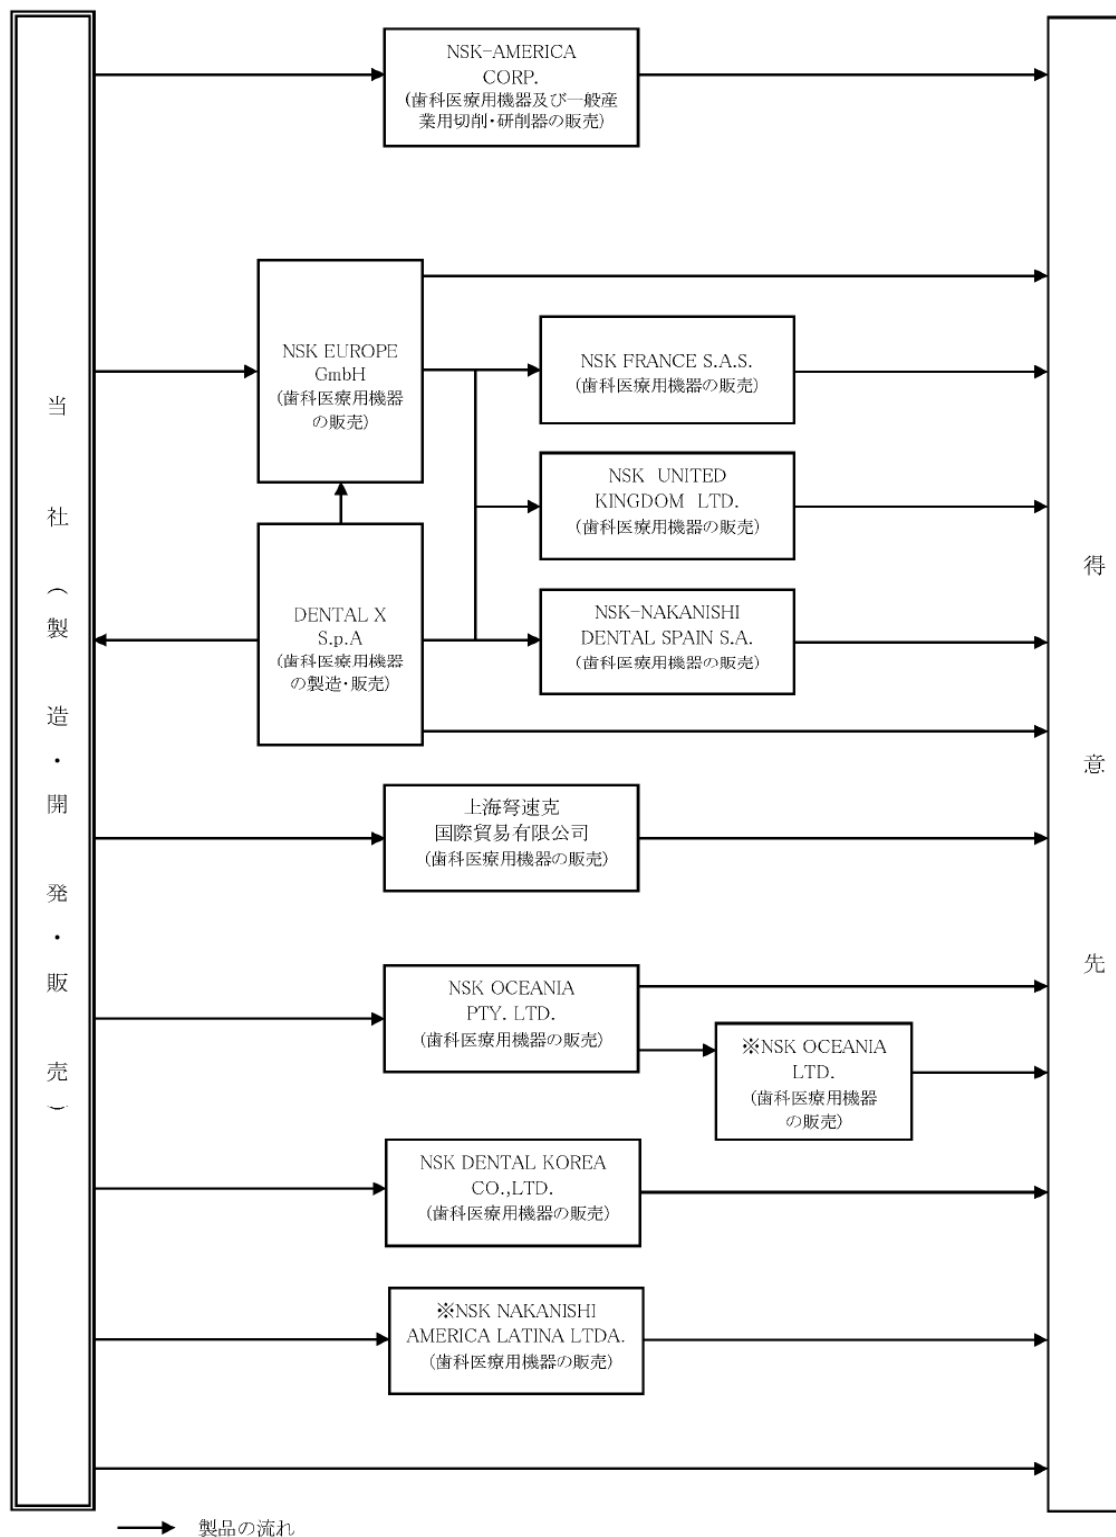 当社（製造・開発・販売）
NSK-AMERICA
CORP.
(歯科医療用機器及び一般産
業用切削・研削器の販売)
NSK EUROPE
GmbH
(歯科医療用機器
の販売)
NSK FRANCE S.A.S.
(歯科医療用機器の販売)
NSK UNITED
KINGDOM LTD.
(歯科医療用機器の販売)
DENTAL X
S.p.A
(歯科医療用機器
の製造・販売)
NSK-NAKANISHI
DENTAL SPAIN S.A.
(歯科医療用機器の販売)
上海弩速克
国際貿易有限公司
(歯科医療用機器の販売)
NSK OCEANIA
PTY. LTD.
(歯科医療用機器の販売)
※NSK OCEANIA
LTD.
(歯科医療用機器
の販売)
NSK DENTAL KOREA
CO.,LTD.
(歯科医療用機器の販売)
※NSK NAKANISHI
AMERICA LATINA LTDA.
(歯科医療用機器の販売)
得意先
製品の流れ